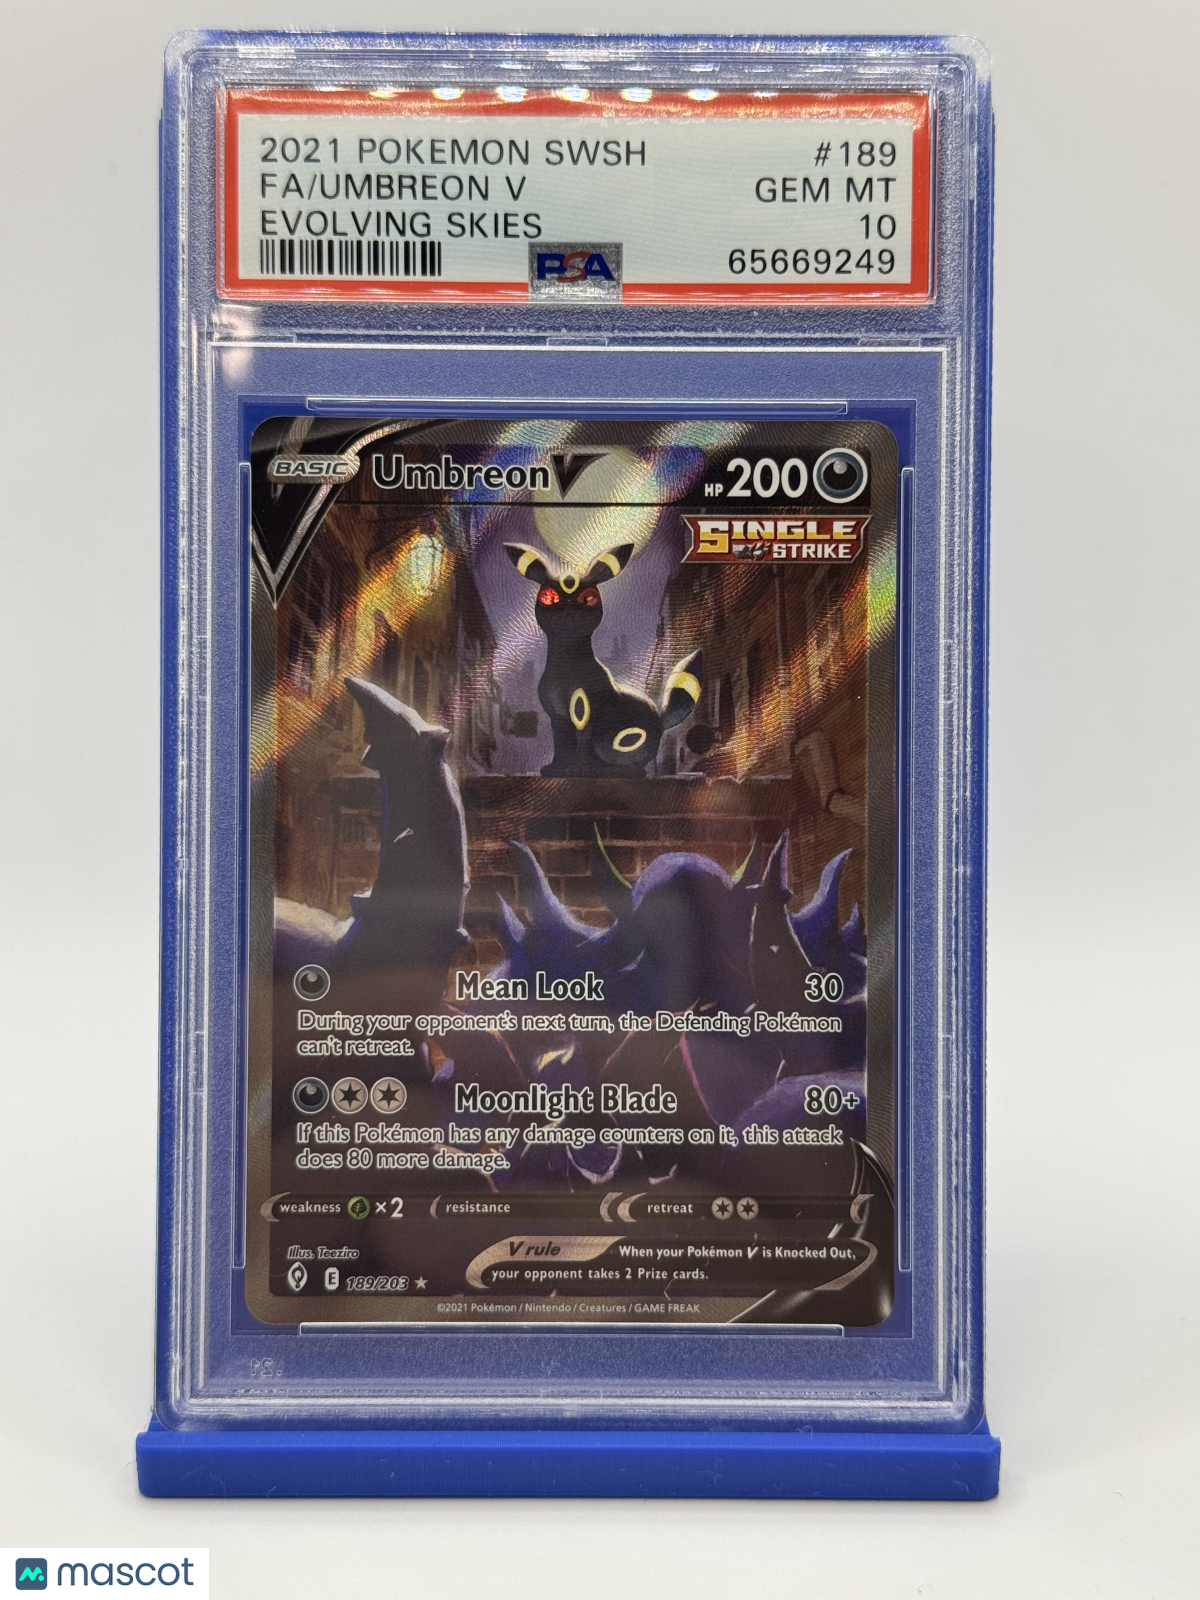 2021 POKEMON SWSH #189
FA/UMBREON V GEM MT
EVOLVING SKIES 10
PSA 65669249
BASIC Umbreon V HP 200
SINGLE
STRIKE
Mean Look 30
During your opponent's next turn, the Defending Pokémon
can't retreat.
Moonlight Blade 80+
If this Pokémon has any damage counters on it, this attack
does 80 more damage.
weakness ×2 resistance retreat
Illus. Teeziro
V rule When your Pokémon V is Knocked Out,
your opponent takes 2 Prize cards.
E 189/203 ★
©2021 Pokémon / Nintendo / Creatures / GAME FREAK
mascot